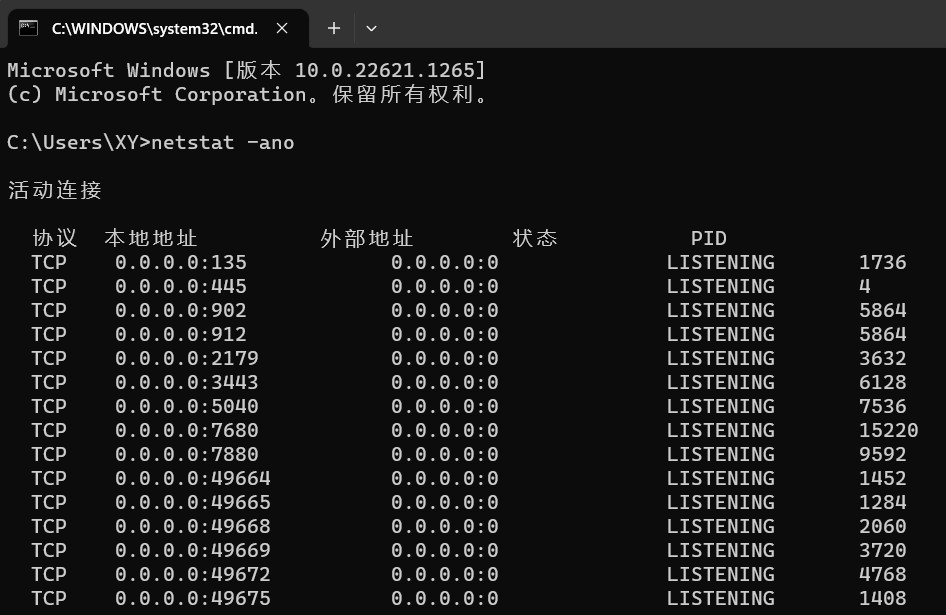 C:\WINDOWS\system32\cmd.
Microsoft Windows [版本 10.0.22621.1265]
(c) Microsoft Corporation。保留所有权利。
C:\Users\XY>netstat -ano
活动连接
协议 本地地址 外部地址 状态 PID
TCP 0.0.0.0:135 0.0.0.0:0 LISTENING 1736
TCP 0.0.0.0:445 0.0.0.0:0 LISTENING 4
TCP 0.0.0.0:902 0.0.0.0:0 LISTENING 5864
TCP 0.0.0.0:912 0.0.0.0:0 LISTENING 5864
TCP 0.0.0.0:2179 0.0.0.0:0 LISTENING 3632
TCP 0.0.0.0:3443 0.0.0.0:0 LISTENING 6128
TCP 0.0.0.0:5040 0.0.0.0:0 LISTENING 7536
TCP 0.0.0.0:7680 0.0.0.0:0 LISTENING 15220
TCP 0.0.0.0:7880 0.0.0.0:0 LISTENING 9592
TCP 0.0.0.0:49664 0.0.0.0:0 LISTENING 1452
TCP 0.0.0.0:49665 0.0.0.0:0 LISTENING 1284
TCP 0.0.0.0:49668 0.0.0.0:0 LISTENING 2060
TCP 0.0.0.0:49669 0.0.0.0:0 LISTENING 3720
TCP 0.0.0.0:49672 0.0.0.0:0 LISTENING 4768
TCP 0.0.0.0:49675 0.0.0.0:0 LISTENING 1408